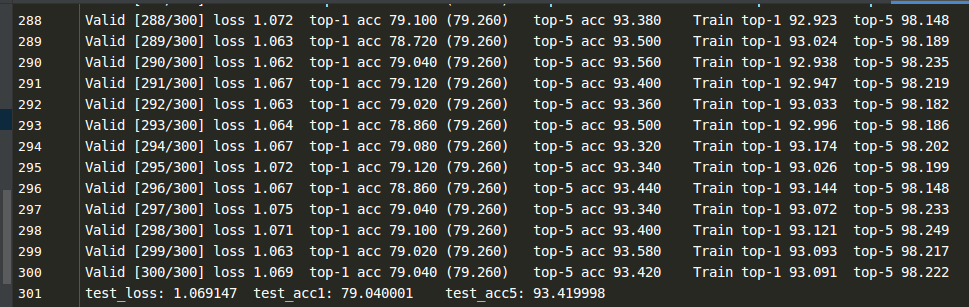 288 Valid [288/300] loss 1.072 top-1 acc 79.100 (79.260) top-5 acc 93.380 Train top-1 92.923 top-5 98.148
289 Valid [289/300] loss 1.063 top-1 acc 78.720 (79.260) top-5 acc 93.500 Train top-1 93.024 top-5 98.189
290 Valid [290/300] loss 1.062 top-1 acc 79.040 (79.260) top-5 acc 93.560 Train top-1 92.938 top-5 98.235
291 Valid [291/300] loss 1.067 top-1 acc 79.120 (79.260) top-5 acc 93.400 Train top-1 92.947 top-5 98.219
292 Valid [292/300] loss 1.063 top-1 acc 79.020 (79.260) top-5 acc 93.360 Train top-1 93.033 top-5 98.182
293 Valid [293/300] loss 1.064 top-1 acc 78.860 (79.260) top-5 acc 93.500 Train top-1 92.996 top-5 98.186
294 Valid [294/300] loss 1.067 top-1 acc 79.080 (79.260) top-5 acc 93.320 Train top-1 93.174 top-5 98.202
295 Valid [295/300] loss 1.072 top-1 acc 79.120 (79.260) top-5 acc 93.340 Train top-1 93.026 top-5 98.199
296 Valid [296/300] loss 1.067 top-1 acc 78.860 (79.260) top-5 acc 93.440 Train top-1 93.144 top-5 98.148
297 Valid [297/300] loss 1.075 top-1 acc 79.040 (79.260) top-5 acc 93.340 Train top-1 93.072 top-5 98.233
298 Valid [298/300] loss 1.071 top-1 acc 79.100 (79.260) top-5 acc 93.400 Train top-1 93.121 top-5 98.249
299 Valid [299/300] loss 1.063 top-1 acc 79.020 (79.260) top-5 acc 93.580 Train top-1 93.093 top-5 98.217
300 Valid [300/300] loss 1.069 top-1 acc 79.040 (79.260) top-5 acc 93.420 Train top-1 93.091 top-5 98.222
301 test_loss: 1.069147 test_acc1: 79.040001 test_acc5: 93.419998